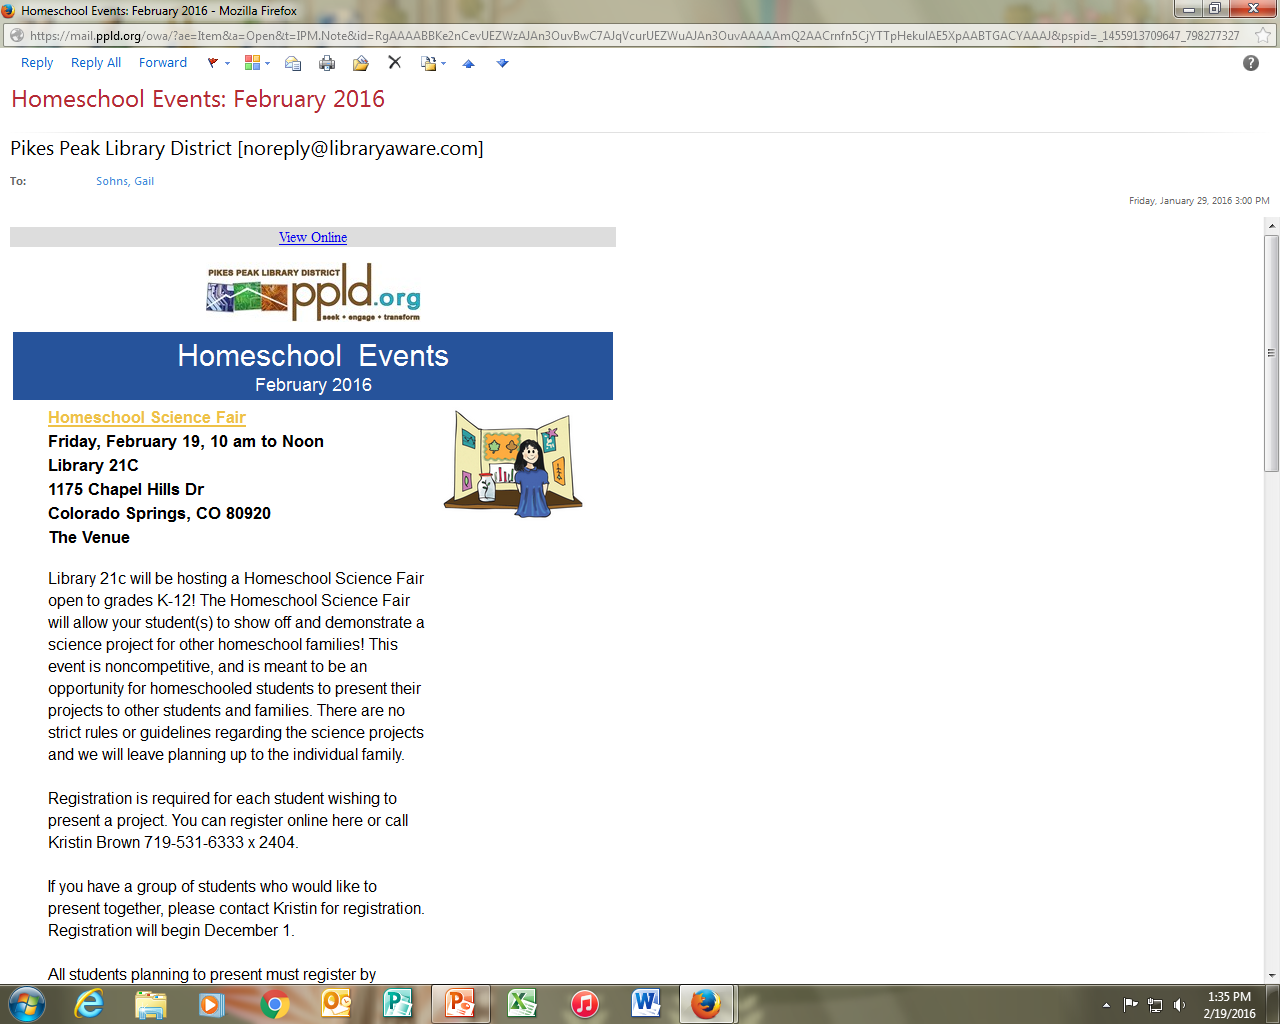 Homeschool Events: February 2016 - Mozilla Firefox
https://mail.ppld.org/owa/?ae=Item&a=Open&t=IPM.Note&id=RgAAAABBKe2nCevUEZWzAJAn3OuvBwC7AJqVcurUEZWuAJAn3OuvAAAAAmQ2AACrnfn5CjYTTpHekulAE5XpAABTGACYAAAJ&pspid=_1455913709647_798277327
Reply Reply All Forward
Homeschool Events: February 2016
Pikes Peak Library District [noreply@libraryaware.com]
To: Sohns, Gail
Friday, January 29, 2016 3:00 PM
View Online
PIKES PEAK LIBRARY DISTRICT
ppld.org
seek • engage • transform
Homeschool Events
February 2016
Homeschool Science Fair
Friday, February 19, 10 am to Noon
Library 21C
1175 Chapel Hills Dr
Colorado Springs, CO 80920
The Venue
Library 21c will be hosting a Homeschool Science Fair
open to grades K-12! The Homeschool Science Fair
will allow your student(s) to show off and demonstrate a
science project for other homeschool families! This
event is noncompetitive, and is meant to be an
opportunity for homeschooled students to present their
projects to other students and families. There are no
strict rules or guidelines regarding the science projects
and we will leave planning up to the individual family.
Registration is required for each student wishing to
present a project. You can register online here or call
Kristin Brown 719-531-6333 x 2404.
If you have a group of students who would like to
present together, please contact Kristin for registration.
Registration will begin December 1.
All students planning to present must register by
1:35 PM
2/19/2016